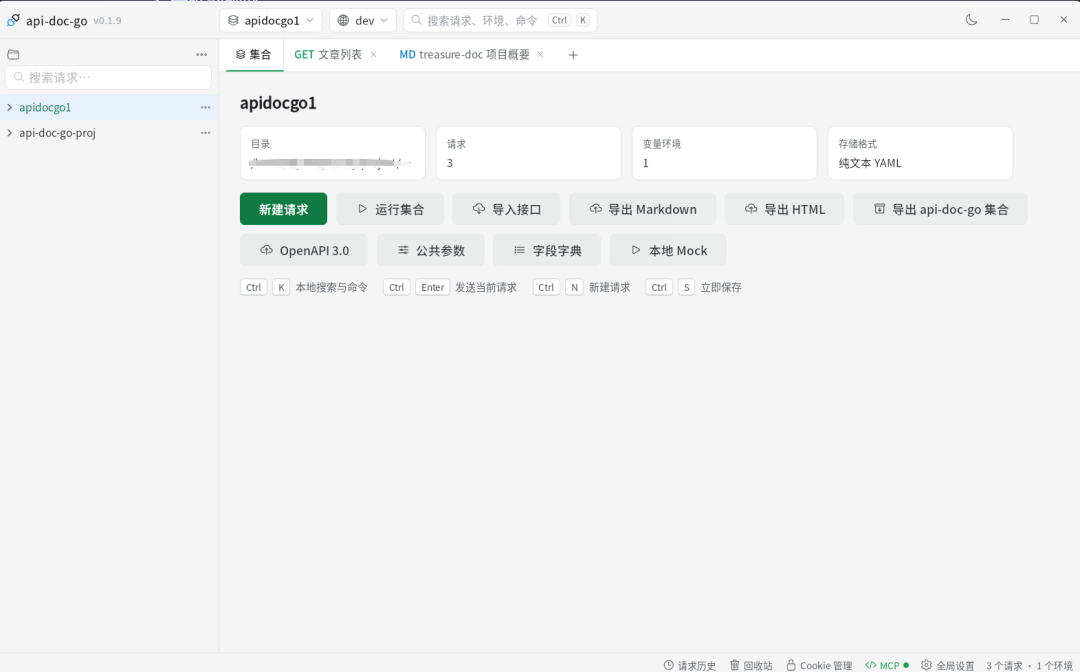 api-doc-go v0.1.9
apidocgo1
dev
搜索请求、环境、命令 Ctrl K
搜索请求···
apidocgo1
api-doc-go-proj
集合
GET 文章列表
MD treasure-doc 项目概要
apidocgo1
目录
请求
3
变量环境
1
存储格式
纯文本 YAML
新建请求
运行集合
导入接口
导出 Markdown
导出 HTML
导出 api-doc-go 集合
OpenAPI 3.0
公共参数
字段字典
本地 Mock
Ctrl K 本地搜索与命令 Ctrl Enter 发送当前请求 Ctrl N 新建请求 Ctrl S 立即保存
请求历史 回收站 Cookie 管理 MCP 全局设置 3 个请求 · 1 个环境